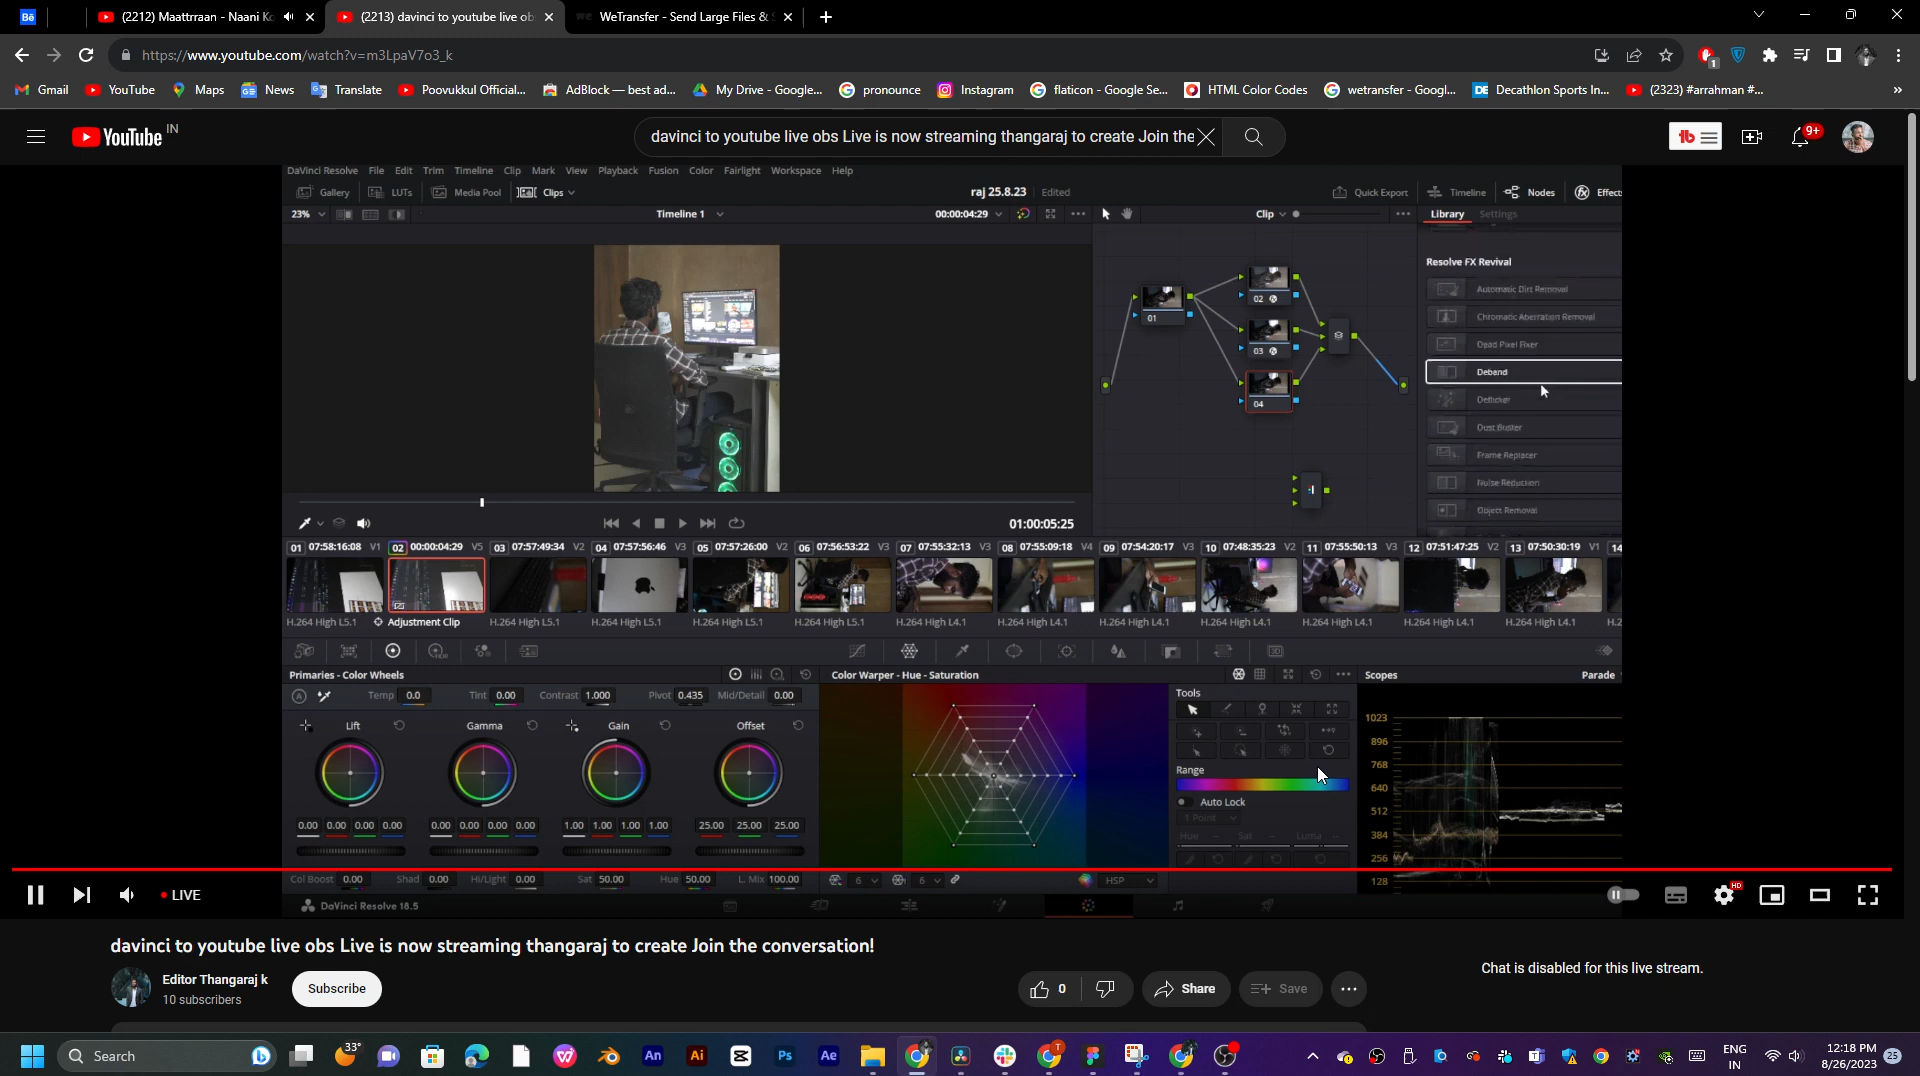 (2212) Maattrraan - Naani Ko
(2213) davinci to youtube live ob
WeTransfer - Send Large Files &
https://www.youtube.com/watch?v=m3LpaV7o3_k
Gmail YouTube Maps News Translate Poovukkul Official... AdBlock — best ad... My Drive - Google... pronounce Instagram flaticon - Google Se... HTML Color Codes wetransfer - Googl... Decathlon Sports In... (2323) #arrahman #...
YouTube IN
davinci to youtube live obs Live is now streaming thangaraj to create Join the
9+
DaVinci Resolve File Edit Trim Timeline Clip Mark View Playback Fusion Color Fairlight Workspace Help
Gallery LUTs Media Pool Clips raj 25.8.23 Edited Quick Export Timeline Nodes Effects
23% Timeline 1 00:00:04:29 Clip Library Settings
Resolve FX Revival
Automatic Dirt Removal
Chromatic Aberration Removal
Dead Pixel Fixer
Deband
Deflicker
Dust Buster
Frame Replacer
Noise Reduction
Object Removal
01
02
03
04
01:00:05:25
01 07:58:16:08 V1 02 00:00:04:29 V5 03 07:57:49:34 V2 04 07:57:56:46 V3 05 07:57:26:00 V2 06 07:56:53:22 V3 07 07:55:32:13 V3 08 07:55:09:18 V4 09 07:54:20:17 V3 10 07:48:35:23 V2 11 07:55:50:13 V3 12 07:51:47:25 V2 13 07:50:30:19 V1 14
H.264 High L5.1 Adjustment Clip H.264 High L5.1 H.264 High L5.1 H.264 High L5.1 H.264 High L5.1 H.264 High L4.1 H.264 High L4.1 H.264 High L4.1 H.264 High L4.1 H.264 High L4.1 H.264 High L4.1 H.264 High L4.1 H.2
Primaries - Color Wheels Color Warper - Hue - Saturation Scopes Parade
Temp 0.0 Tint 0.00 Contrast 1.000 Pivot 0.435 Mid/Detail 0.00
Tools
Lift Gamma Gain Offset
Range
Auto Lock
1 Point
Hue Sat Luma
0.00 0.00 0.00 0.00 0.00 0.00 0.00 0.00 1.00 1.00 1.00 1.00 25.00 25.00 25.00
1023
896
768
640
512
384
256
128
Col Boost 0.00 Shad 0.00 Hi/Light 0.00 Sat 50.00 Hue 50.00 L. Mix 100.00 6 6 HSP
LIVE
HD
DaVinci Resolve 18.5
davinci to youtube live obs Live is now streaming thangaraj to create Join the conversation!
Editor Thangaraj k
10 subscribers
Subscribe
0
Share
Save
Chat is disabled for this live stream.
Search
33°
ENG
IN
12:18 PM
8/26/2023
25